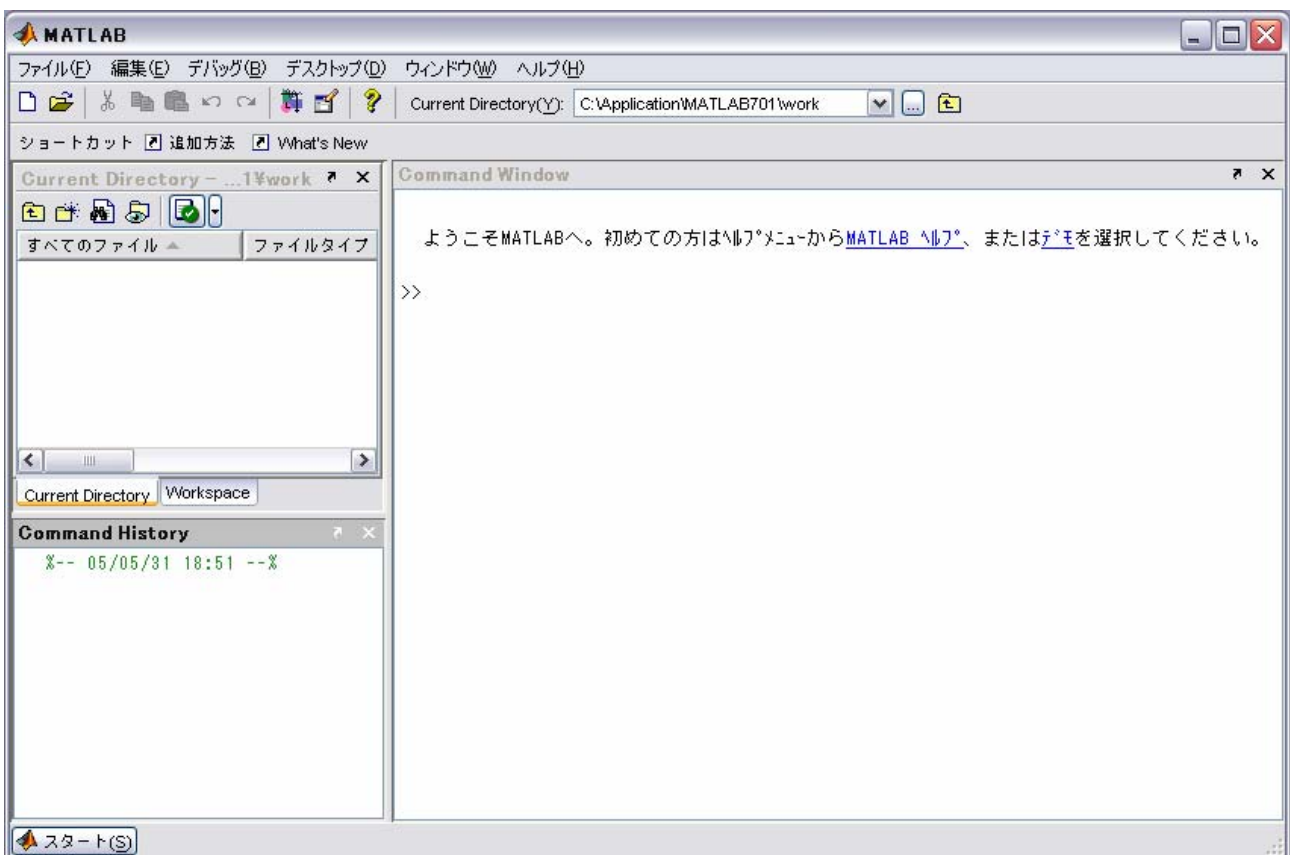 MATLAB
ファイル(F) 編集(E) デバッグ(B) デスクトップ(D) ウィンドウ(W) ヘルプ(H)
Current Directory(Y): C:\Application\MATLAB701\work
ショートカット 追加方法 What's New
Current Directory - ...1¥work
すべてのファイル ファイルタイプ
Current Directory Workspace
Command History
%-- 05/05/31 18:51 --%
Command Window
ようこそMATLABへ。初めての方はﾍﾙﾌﾟﾒﾆｭｰからMATLAB ﾍﾙﾌﾟ、またはﾃﾞﾓを選択してください。
>>
スタート(S)